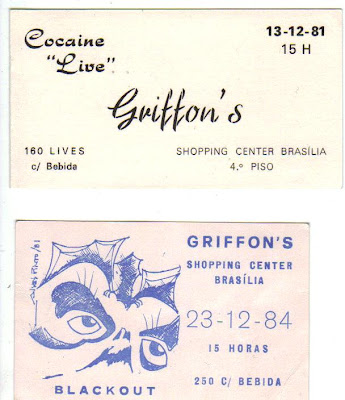 Cocaine
"Live"
13-12-81
15 H
Griffon's
160 LIVES
c/ Bebida
SHOPPING CENTER BRASÍLIA
4.º PISO
GRIFFON'S
SHOPPING CENTER
BRASÍLIA
23-12-84
15 HORAS
250 C/ BEBIDA
BLACKOUT